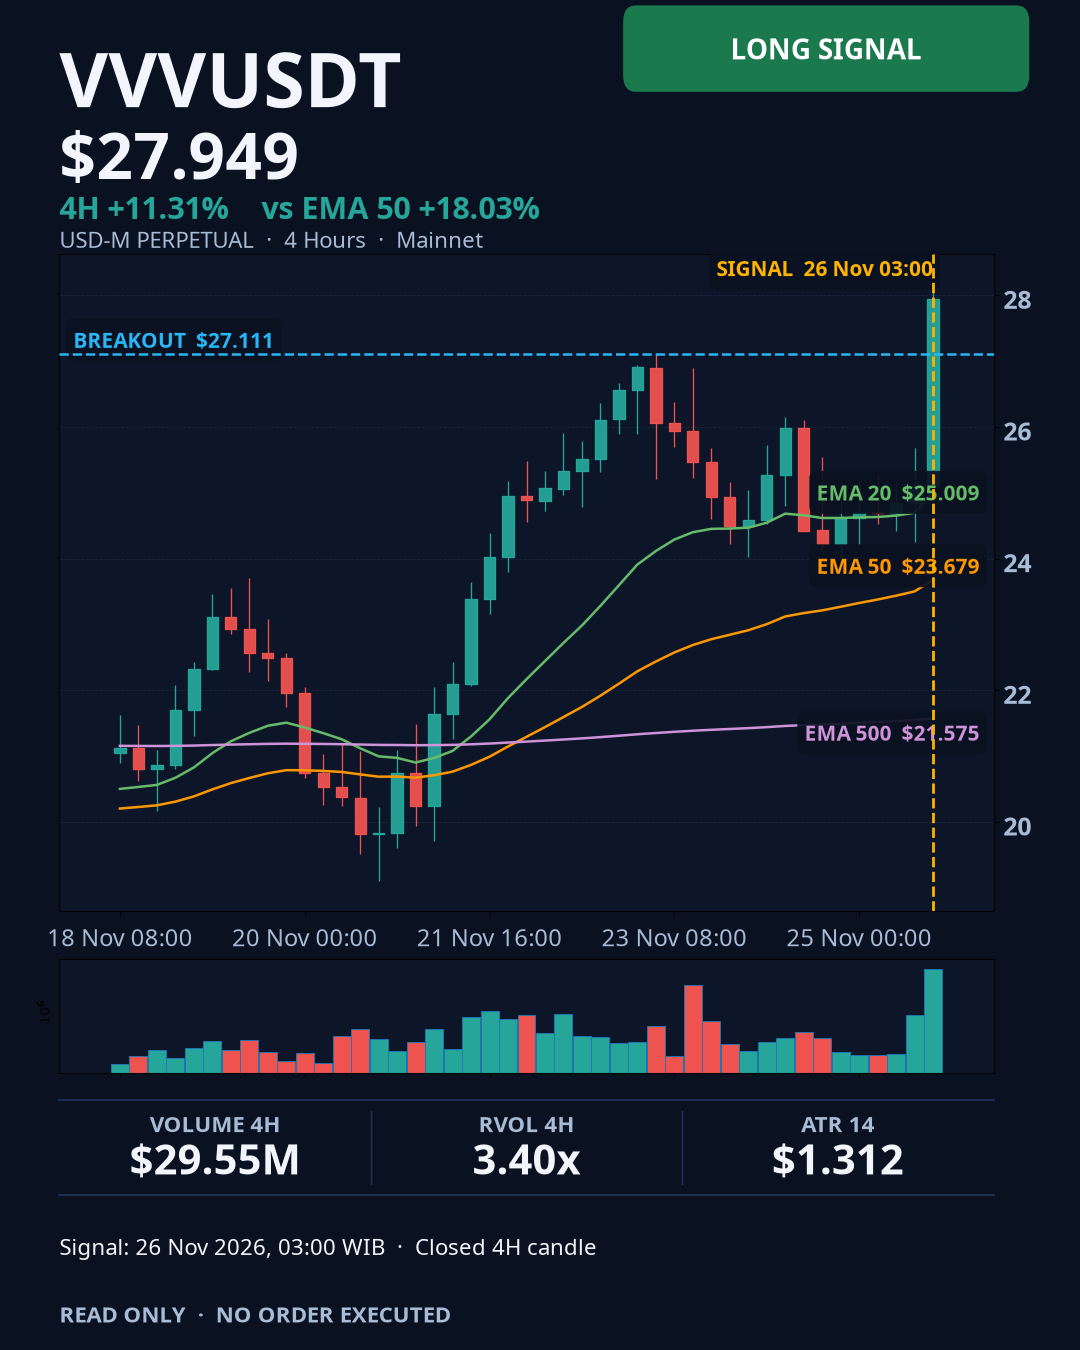 LONG SIGNAL
VVVUSDT
$27.949
4H +11.31% vs EMA 50 +18.03%
USD-M PERPETUAL · 4 Hours · Mainnet
SIGNAL 26 Nov 03:00
BREAKOUT $27.111
28
26
EMA 20 $25.009
24
EMA 50 $23.679
22
EMA 500 $21.575
20
18 Nov 08:00 20 Nov 00:00 21 Nov 16:00 23 Nov 08:00 25 Nov 00:00
10⁶
VOLUME 4H RVOL 4H ATR 14
$29.55M 3.40x $1.312
Signal: 26 Nov 2026, 03:00 WIB · Closed 4H candle
READ ONLY · NO ORDER EXECUTED